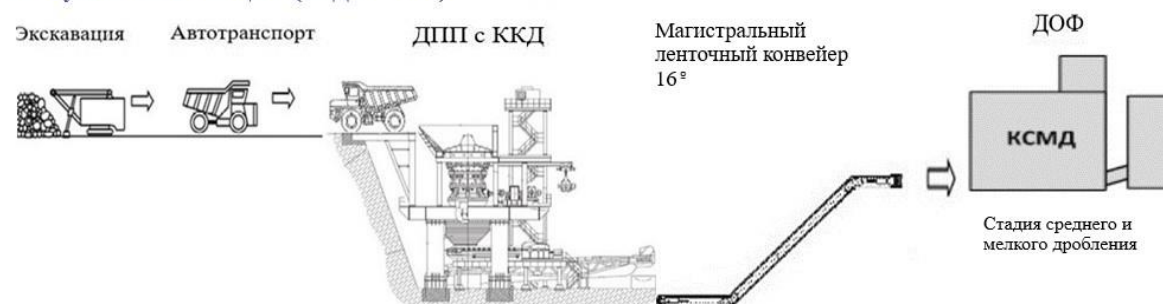 Экскавация
Автотранспорт
ДПП с ККД
Магистральный
ленточный конвейер
16º
ДОФ
КСМД
Стадия среднего и
мелкого дробления